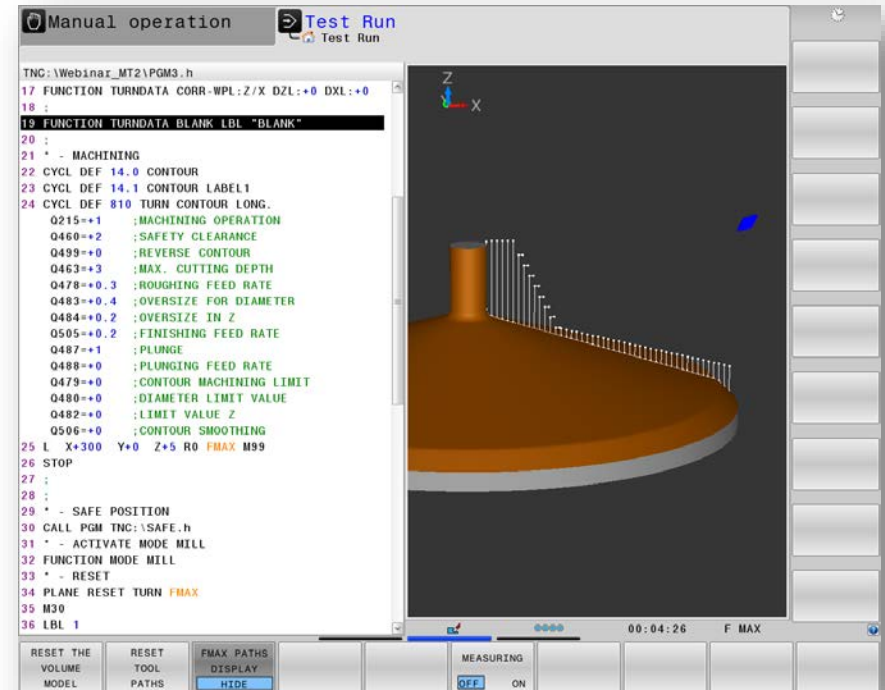 Manual operation
Test Run
Test Run
TNC:\Webinar_MT2\PGM3.h
17 FUNCTION TURNDATA CORR-WPL:Z/X DZL:+0 DXL:+0
18 ;
19 FUNCTION TURNDATA BLANK LBL "BLANK"
20 ;
21 * - MACHINING
22 CYCL DEF 14.0 CONTOUR
23 CYCL DEF 14.1 CONTOUR LABEL1
24 CYCL DEF 810 TURN CONTOUR LONG.
Q215=+1 ;MACHINING OPERATION
Q460=+2 ;SAFETY CLEARANCE
Q499=+0 ;REVERSE CONTOUR
Q463=+3 ;MAX. CUTTING DEPTH
Q478=+0.3 ;ROUGHING FEED RATE
Q483=+0.4 ;OVERSIZE FOR DIAMETER
Q484=+0.2 ;OVERSIZE IN Z
Q505=+0.2 ;FINISHING FEED RATE
Q487=+1 ;PLUNGE
Q488=+0 ;PLUNGING FEED RATE
Q479=+0 ;CONTOUR MACHINING LIMIT
Q480=+0 ;DIAMETER LIMIT VALUE
Q482=+0 ;LIMIT VALUE Z
Q506=+0 ;CONTOUR SMOOTHING
25 L X+300 Y+0 Z+5 R0 FMAX M99
26 STOP
27 ;
28 ;
29 * - SAFE POSITION
30 CALL PGM TNC:\SAFE.h
31 * - ACTIVATE MODE MILL
32 FUNCTION MODE MILL
33 * - RESET
34 PLANE RESET TURN FMAX
35 M30
36 LBL 1
Z
X
00:04:26 F MAX
RESET THE
VOLUME
MODEL
RESET
TOOL
PATHS
FMAX PATHS
DISPLAY
HIDE
MEASURING
OFF ON